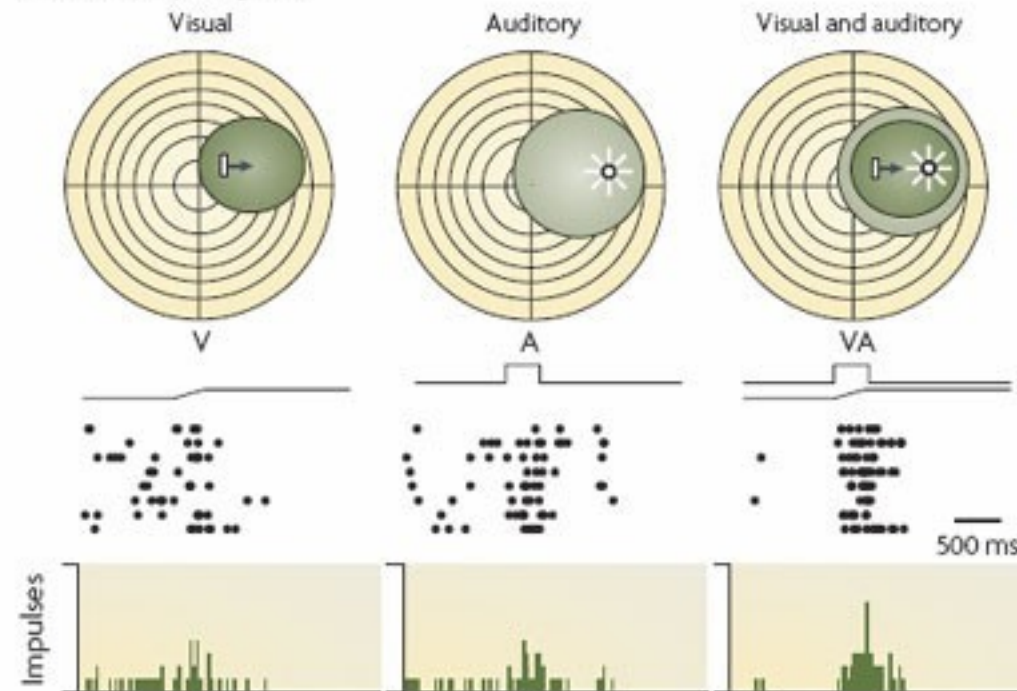 Visual
Auditory
Visual and auditory
V
A
VA
500 ms
Impulses